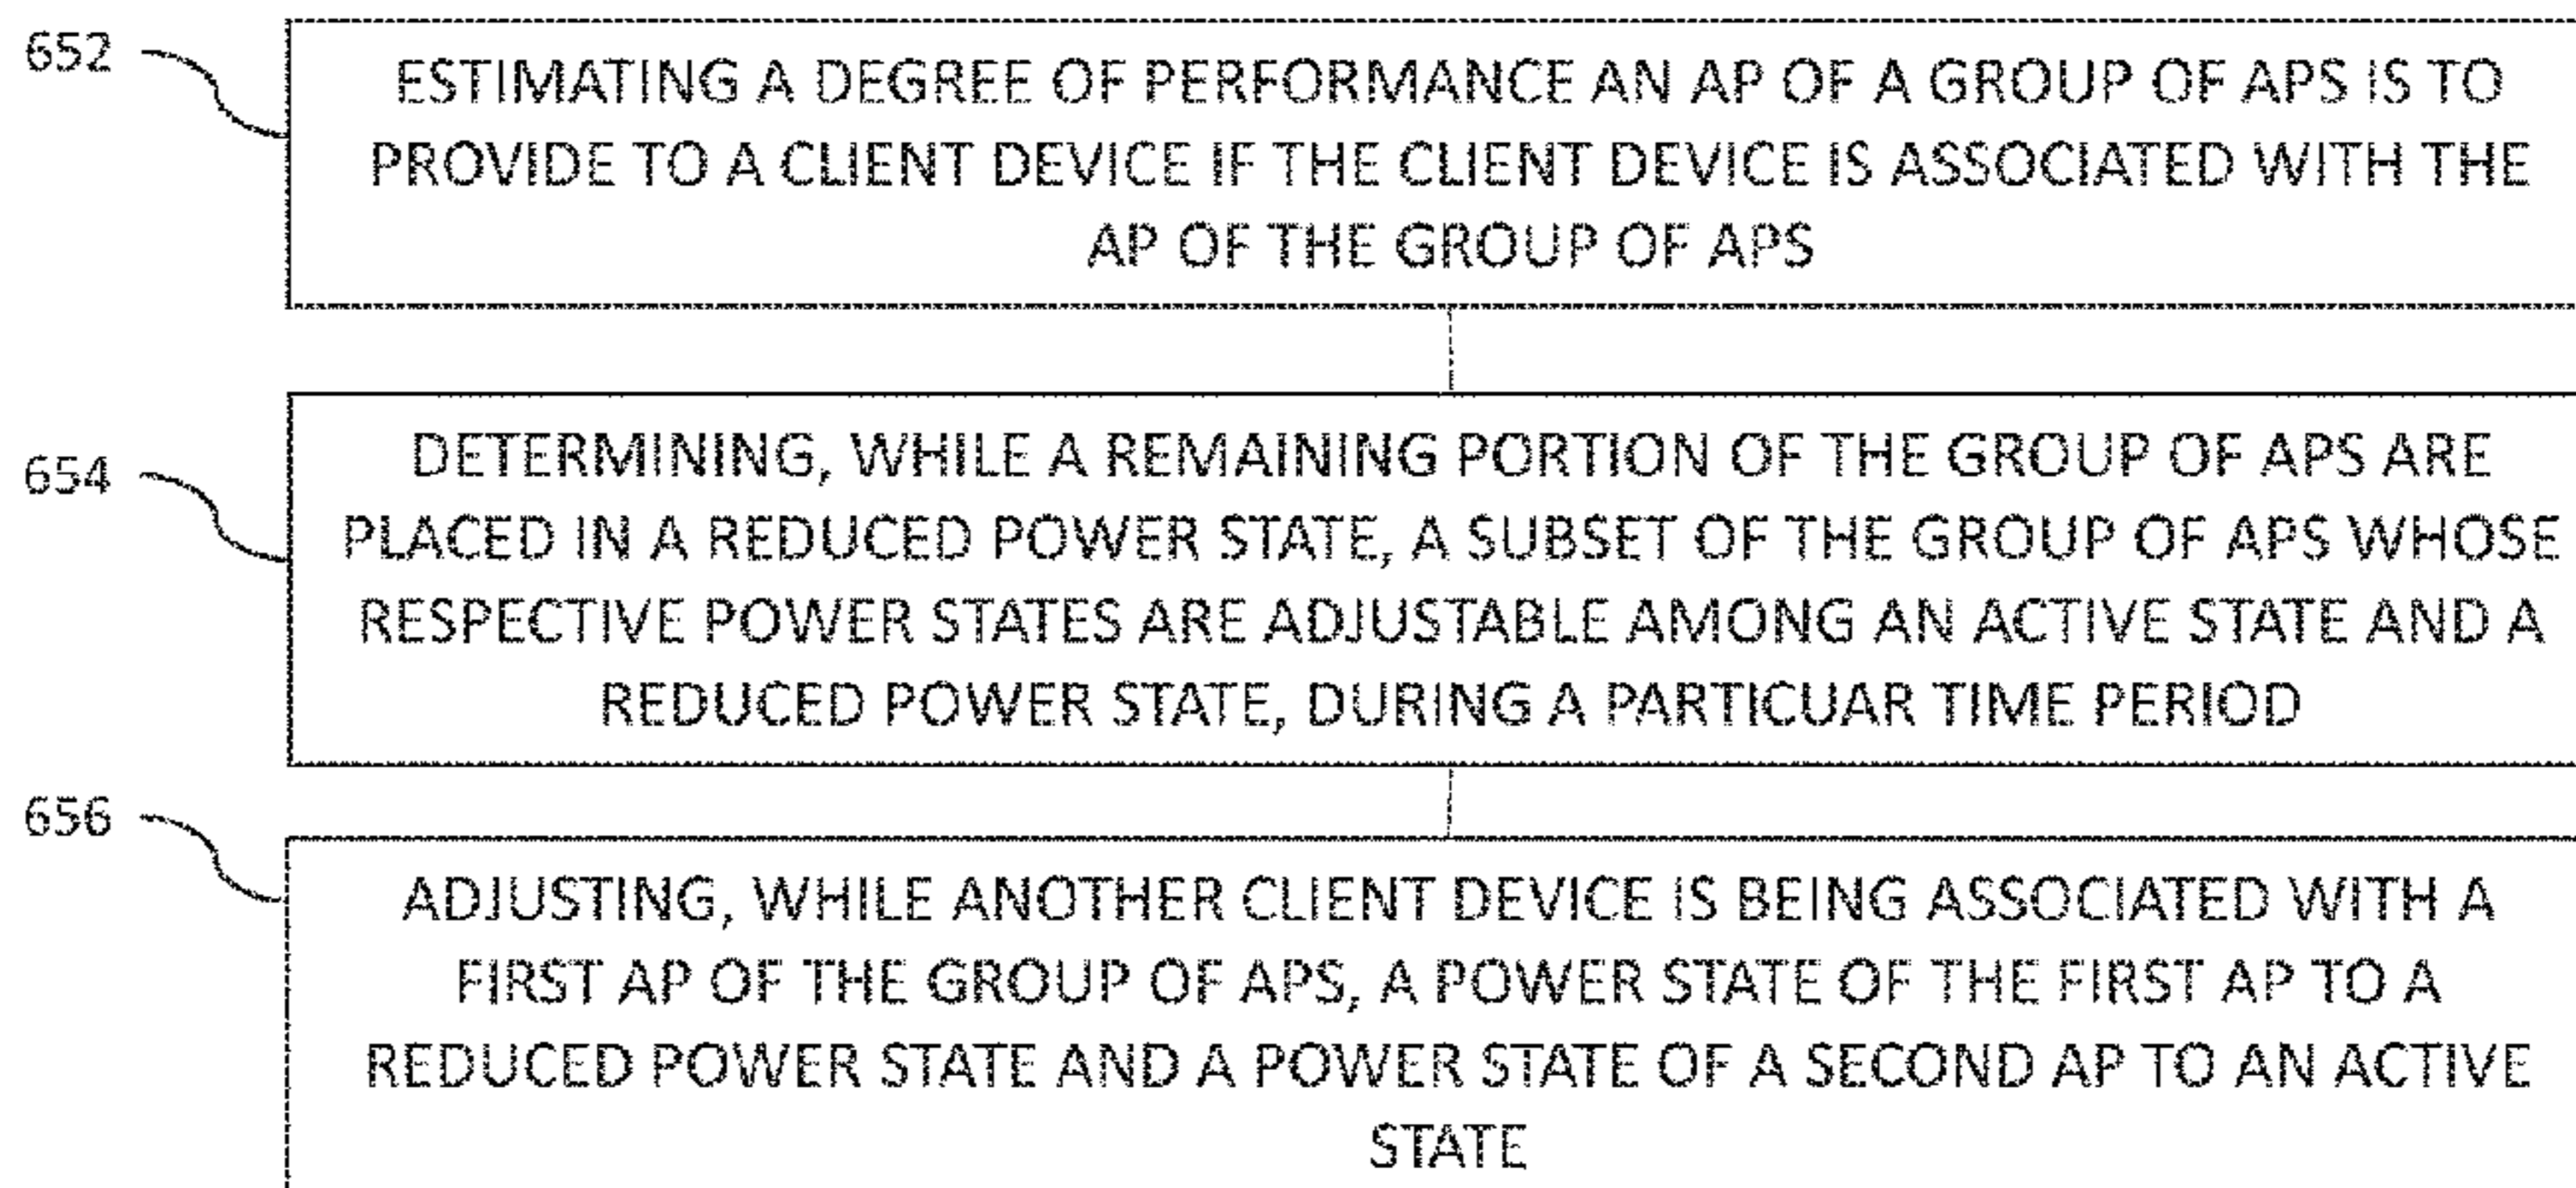 652
ESTIMATING A DEGREE OF PERFORMANCE AN AP OF A GROUP OF APS IS TO
PROVIDE TO A CLIENT DEVICE IF THE CLIENT DEVICE IS ASSOCIATED WITH THE
AP OF THE GROUP OF APS
654
DETERMINING, WHILE A REMAINING PORTION OF THE GROUP OF APS ARE
PLACED IN A REDUCED POWER STATE, A SUBSET OF THE GROUP OF APS WHOSE
RESPECTIVE POWER STATES ARE ADJUSTABLE AMONG AN ACTIVE STATE AND A
REDUCED POWER STATE, DURING A PARTICUAR TIME PERIOD
656
ADJUSTING, WHILE ANOTHER CLIENT DEVICE IS BEING ASSOCIATED WITH A
FIRST AP OF THE GROUP OF APS, A POWER STATE OF THE FIRST AP TO A
REDUCED POWER STATE AND A POWER STATE OF A SECOND AP TO AN ACTIVE
STATE